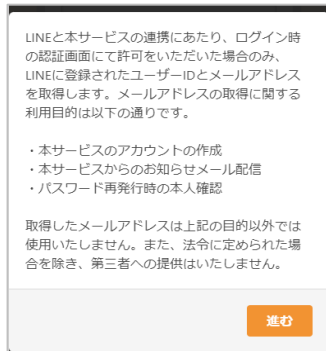 LINEと本サービスの連携にあたり、ログイン時
の認証画面にて許可をいただいた場合のみ、
LINEに登録されたユーザーIDとメールアドレス
を取得します。メールアドレスの取得に関する
利用目的は以下の通りです。
・本サービスのアカウントの作成
・本サービスからのお知らせメール配信
・パスワード再発行時の本人確認
取得したメールアドレスは上記の目的以外では
使用いたしません。また、法令に定められた場
合を除き、第三者への提供はいたしません。
進む